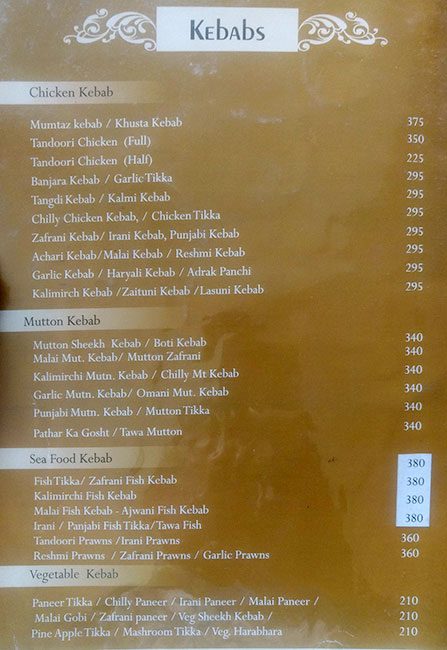 KEBABS
Chicken Kebab
Mumtaz kebab / Khusta Kebab 375
Tandoori Chicken (Full) 350
Tandoori Chicken (Half) 225
Banjara Kebab / Garlic Tikka 295
Tangdi Kebab / Kalmi Kebab 295
Chilly Chicken Kebab, / Chicken Tikka 295
Zafrani Kebab/ Irani Kebab, Punjabi Kebab 295
Achari Kebab/Malai Kebab / Reshmi Kebab 295
Garlic Kebab / Haryali Kebab / Adrak Panchi 295
Kalimirch Kebab /Zaituni Kebab /Lasuni Kebab 295
Mutton Kebab
Mutton Sheekh Kebab / Boti Kebab 340
Malai Mut. Kebab/ Mutton Zafrani 340
Kalimirchi Mutn. Kebab / Chilly Mt Kebab 340
Garlic Mutn. Kebab/ Omani Mut. Kebab 340
Punjabi Mutn. Kebab / Mutton Tikka 340
Pathar Ka Gosht / Tawa Mutton 340
Sea Food Kebab
Fish Tikka/ Zafrani Fish Kebab 380
Kalimirchi Fish Kebab 380
Malai Fish Kebab - Ajwani Fish Kebab 380
Irani / Panjabi Fish Tikka/Tawa Fish 380
Tandoori Prawns /Irani Prawns 360
Reshmi Prawns / Zafrani Prawns / Garlic Prawns 360
Vegetable Kebab
Paneer Tikka / Chilly Paneer / Irani Paneer / Malai Paneer / 210
Malai Gobi / Zafrani paneer / Veg Sheekh Kebab / 210
Pine Apple Tikka / Mashroom Tikka / Veg. Harabhara 210